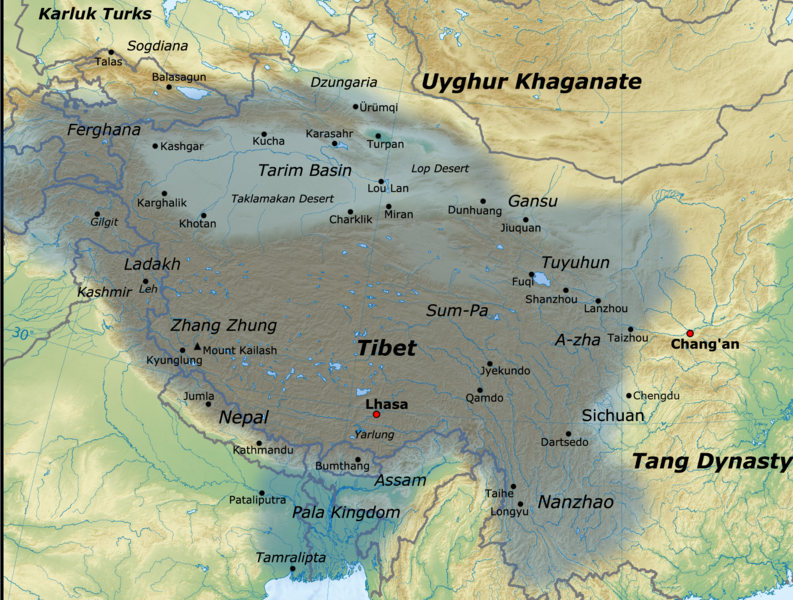 Karluk Turks
Sogdiana
Talas
Balasagun
Dzungaria
Uyghur Khaganate
Ürümqi
Ferghana
Kashgar
Kucha
Karasahr
Turpan
Tarim Basin
Lop Desert
Lou Lan
Karghalik
Taklamakan Desert
Gansu
Dunhuang
Gilgit
Khotan
Charklik
Miran
Jiuquan
Ladakh
Tuyuhun
Fuqi
Kashmir
Leh
Shanzhou
Lanzhou
Sum-Pa
Zhang Zhung
30°
A-zha
Taizhou
Chang'an
Kyunglung
Mount Kailash
Tibet
Jyekundo
Qamdo
Jumla
Lhasa
Chengdu
Nepal
Sichuan
Yarlung
Dartsedo
Kathmandu
Bumthang
Tang Dynasty
Assam
Pataliputra
Taihe
Pala Kingdom
Longyu
Nanzhao
Tamralipta